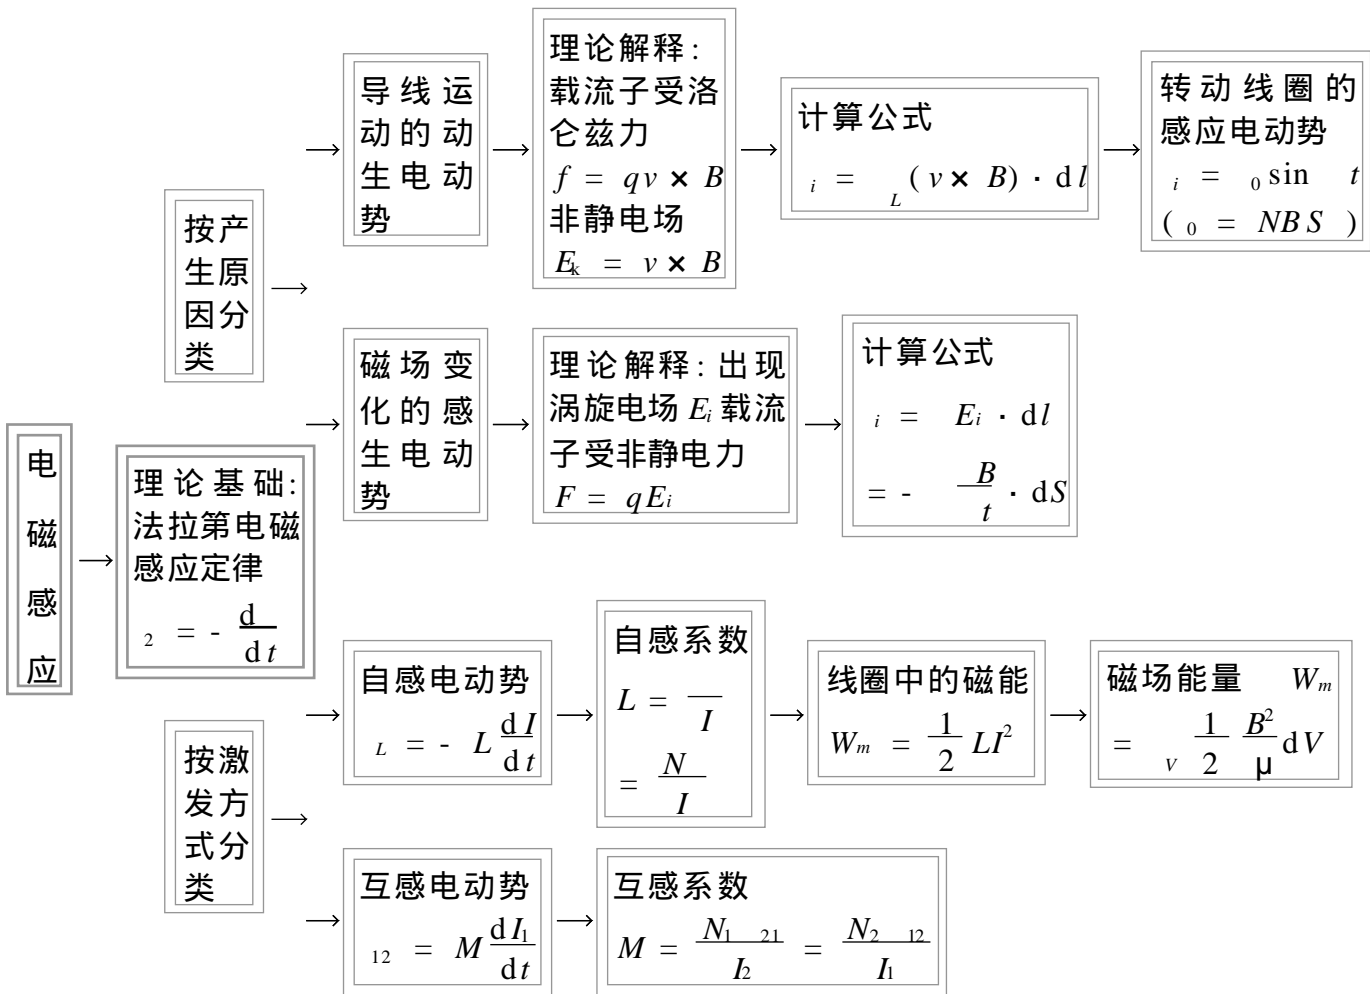 电
磁
感
应
理论基础:
法拉第电磁
感应定律
₂ = - d / dt
按产
生原
因分
类
导线运
动的动
生电动
势
理论解释:
载流子受洛
仑兹力
f = qv × B
非静电场
Eₖ = v × B
计算公式
ᵢ = L (v × B) · dl
转动线圈的
感应电动势
ᵢ = ₀ sin t
(₀ = NBS )
磁场变
化的感
生电动
势
理论解释: 出现
涡旋电场 Eᵢ 载流
子受非静电力
F = qEᵢ
计算公式
ᵢ = Eᵢ · dl
= - B / t · dS
按激
发方
式分
类
自感电动势
L = - L dI / dt
自感系数
L = / I
= N / I
线圈中的磁能
Wₘ = 1/2 LI²
磁场能量 Wₘ
= V 1/2 B²/μ dV
互感电动势
₁₂ = M dI₁ / dt
互感系数
M = N₁ ₂₁ / I₂ = N₂ ₁₂ / I₁